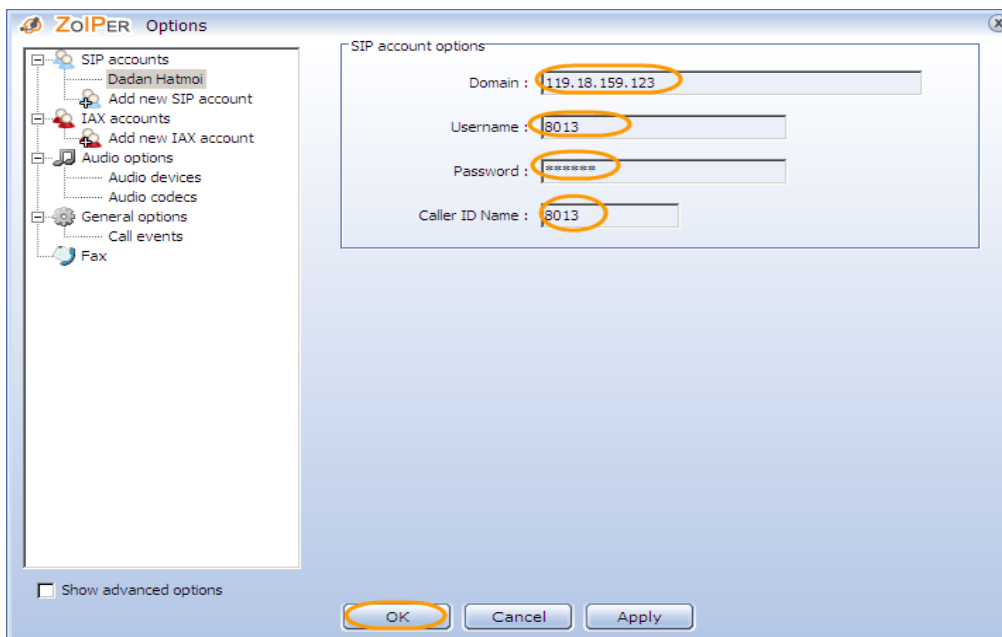 ZOIPER Options
SIP accounts
Dadan Hatmoi
Add new SIP account
IAX accounts
Add new IAX account
Audio options
Audio devices
Audio codecs
General options
Call events
Fax
SIP account options
Domain : 119.18.159.123
Username : 8013
Password : ******
Caller ID Name : 8013
Show advanced options
OK Cancel Apply